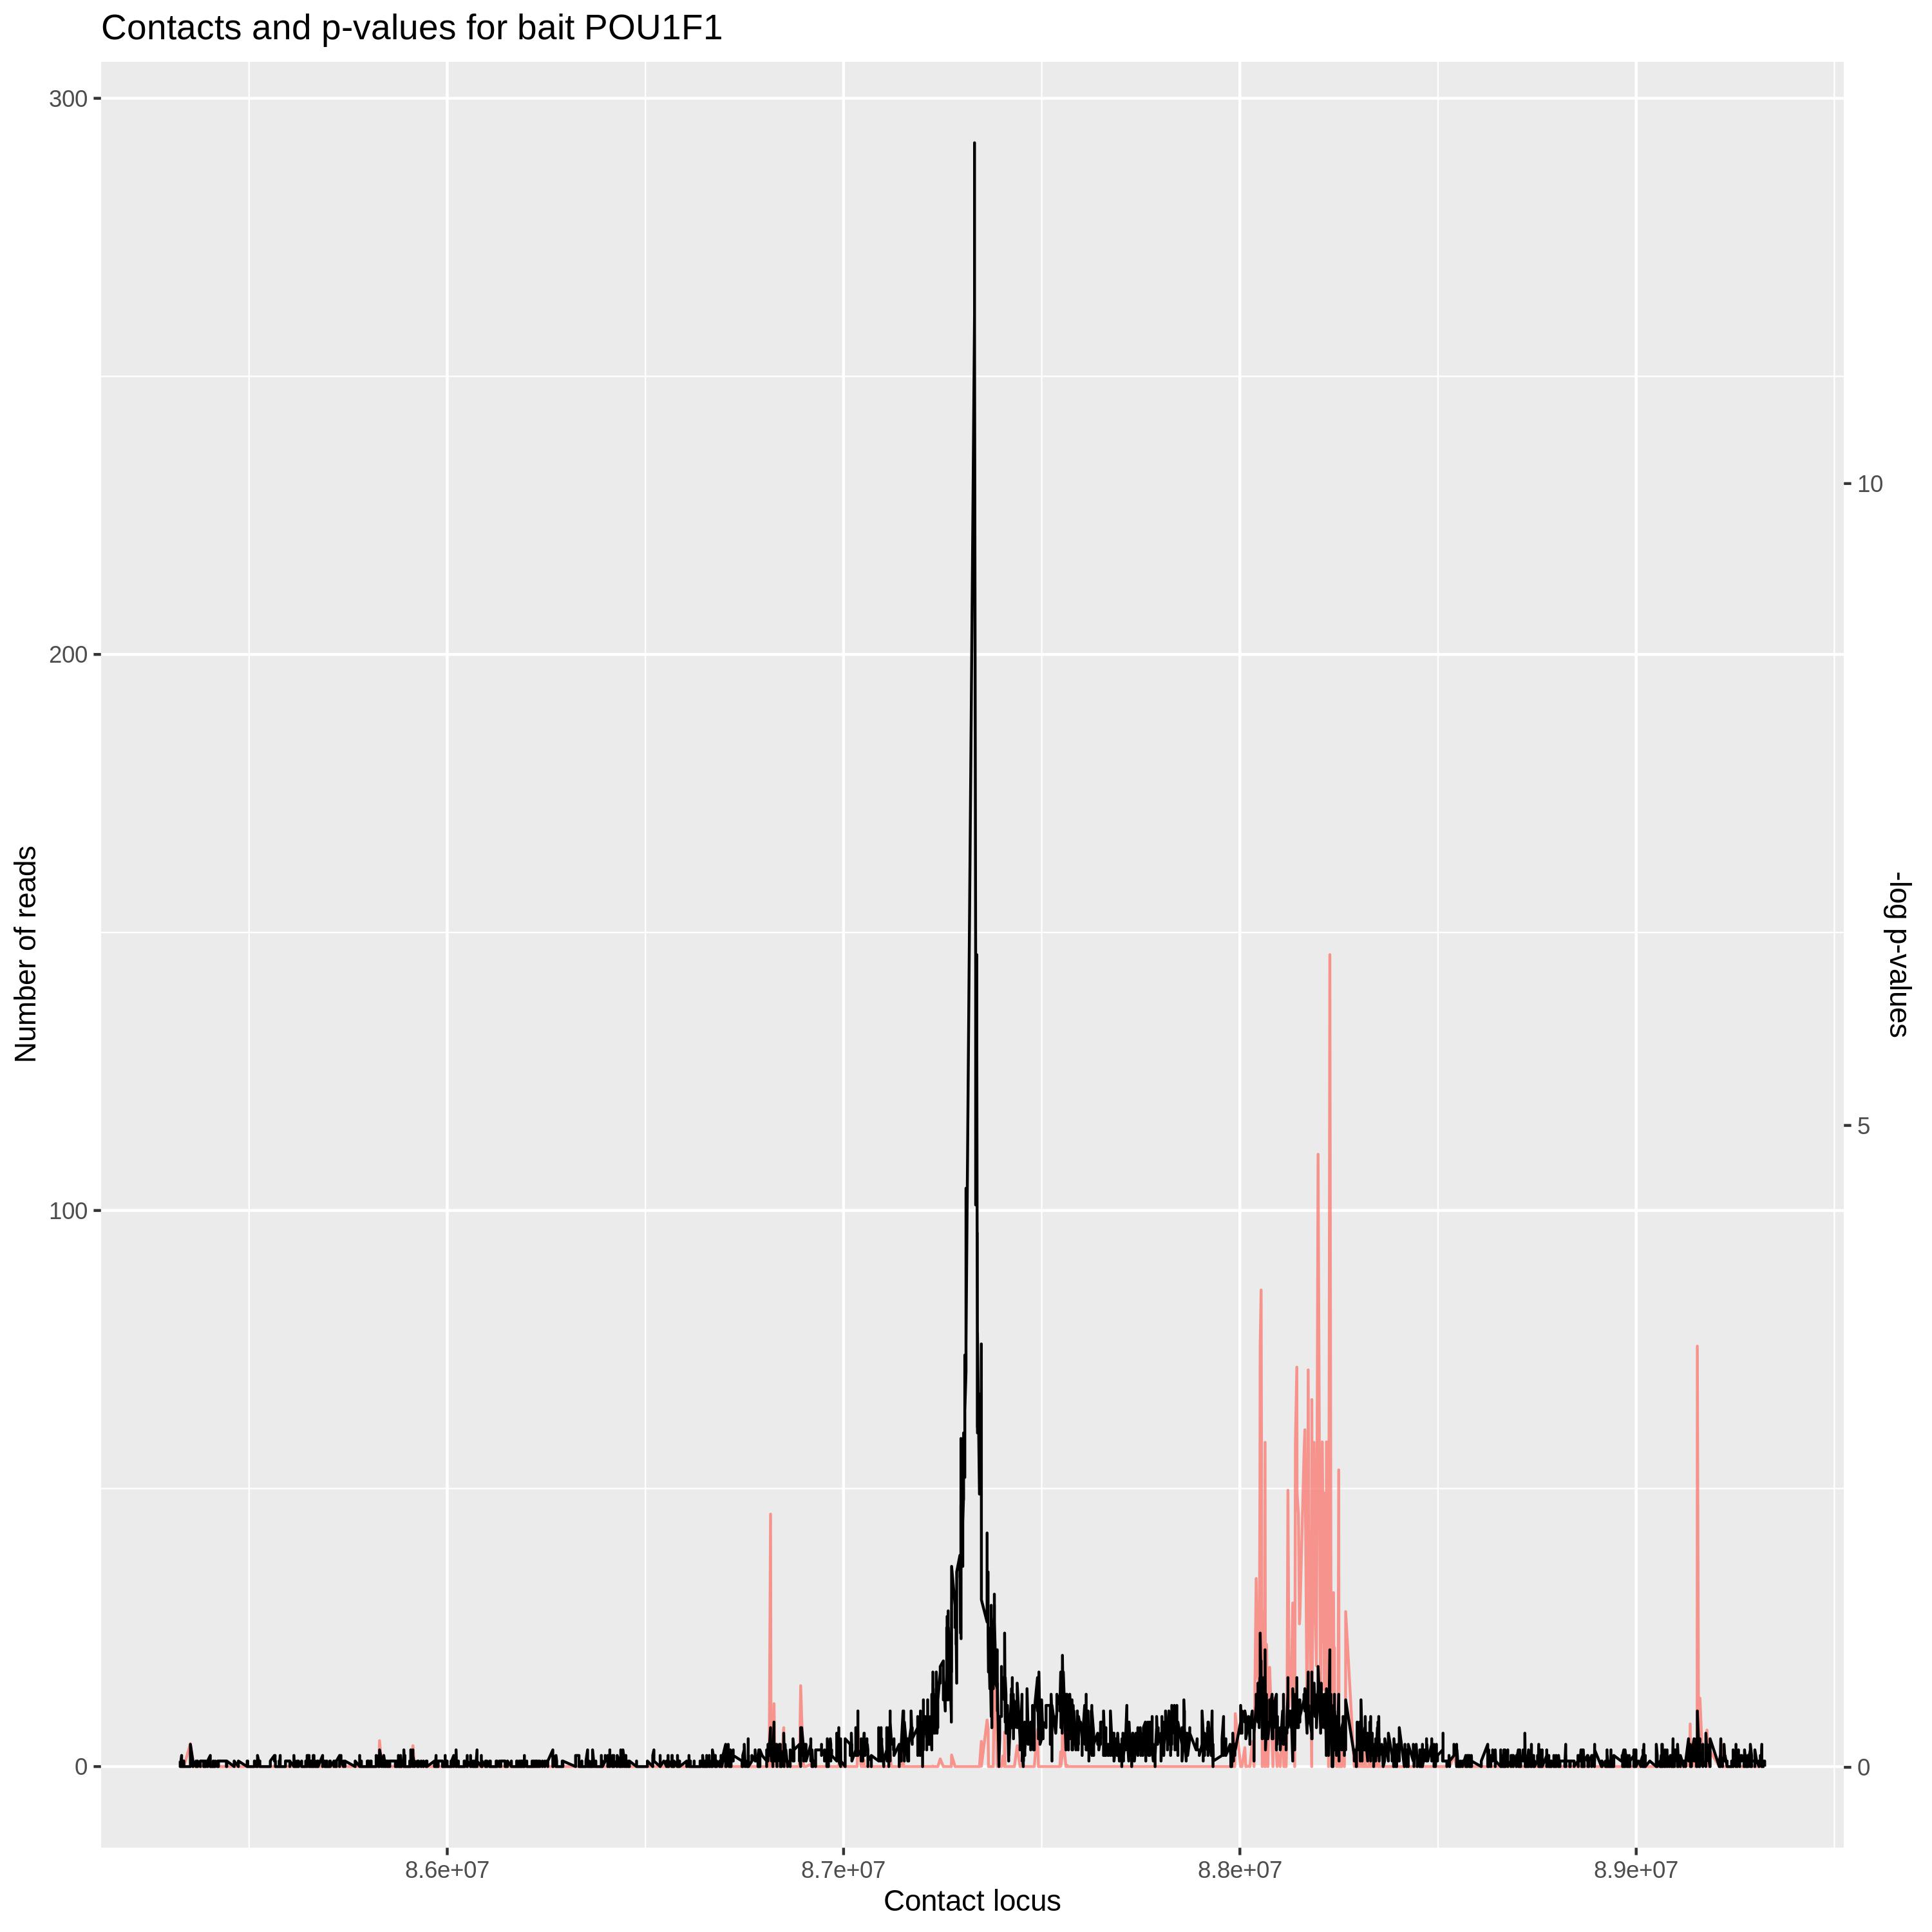 Contacts and p-values for bait POU1F1
300
200
100
0
Number of reads
10
5
0
-log p-values
8.6e+07
8.7e+07
8.8e+07
8.9e+07
Contact locus